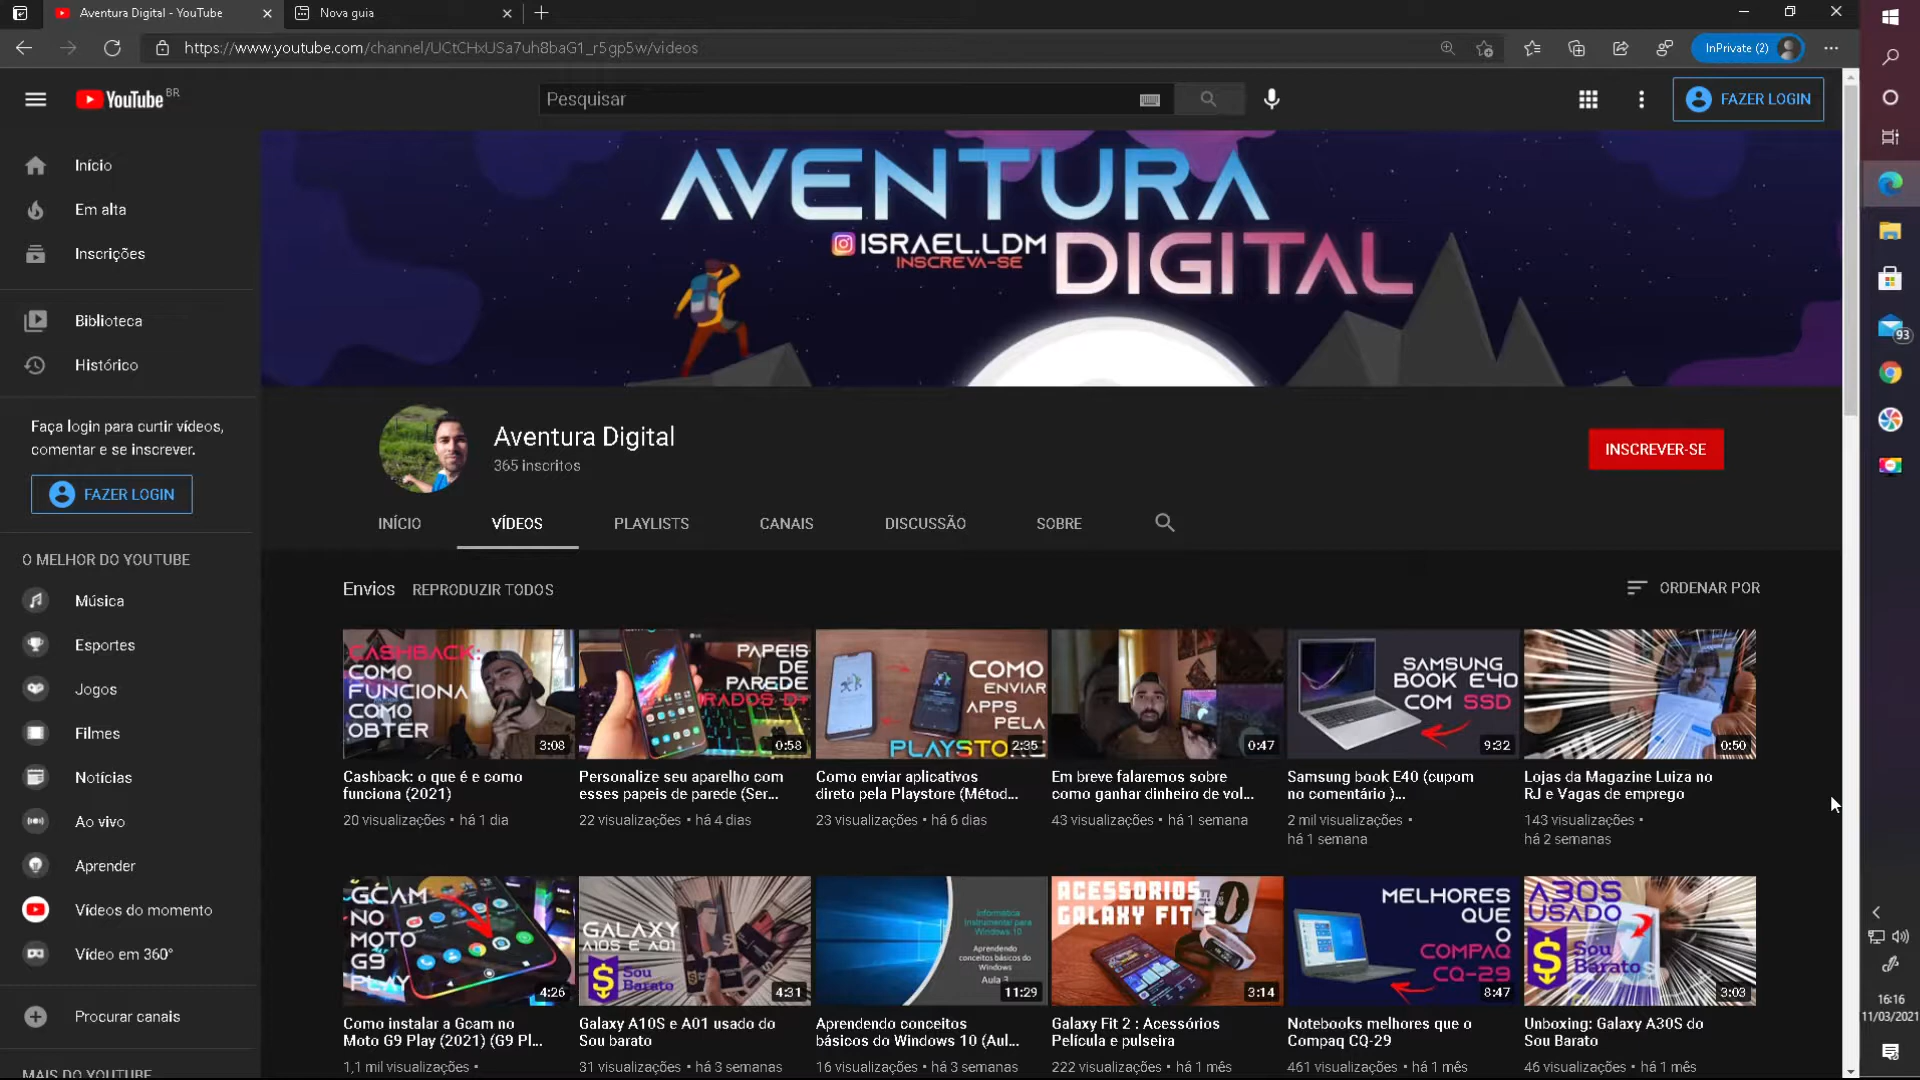 Aventura Digital - YouTube
Nova guia
https://www.youtube.com/channel/UCtCHxUSa7uh8baG1_r5gp5w/videos
InPrivate (2)
YouTube BR
Pesquisar
FAZER LOGIN
Início
Em alta
Inscrições
Biblioteca
Histórico
Faça login para curtir vídeos,
comentar e se inscrever.
FAZER LOGIN
O MELHOR DO YOUTUBE
Música
Esportes
Jogos
Filmes
Notícias
Ao vivo
Aprender
Vídeos do momento
Vídeo em 360°
Procurar canais
MAIS DO YOUTUBE
AVENTURA
ISRAEL.LDM
INSCREVA-SE
DIGITAL
Aventura Digital
365 inscritos
INSCREVER-SE
INÍCIO
VÍDEOS
PLAYLISTS
CANAIS
DISCUSSÃO
SOBRE
Envios
REPRODUZIR TODOS
ORDENAR POR
CASHBACK:
COMO
FUNCIONA
COMO
OBTER
3:08
Cashback: o que é e como
funciona (2021)
20 visualizações • há 1 dia
PAPEIS
DE
PAREDE
IRADOS D+
0:58
Personalize seu aparelho com
esses papeis de parede (Ser...
22 visualizações • há 4 dias
COMO
ENVIAR
APPS
PELA
PLAYSTORE
2:35
Como enviar aplicativos
direto pela Playstore (Métod...
23 visualizações • há 6 dias
0:47
Em breve falaremos sobre
como ganhar dinheiro de vol...
43 visualizações • há 1 semana
SAMSUNG
BOOK E40
COM SSD
9:32
Samsung book E40 (cupom
no comentário )...
2 mil visualizações •
há 1 semana
0:50
Lojas da Magazine Luiza no
RJ e Vagas de emprego
143 visualizações •
há 2 semanas
GCAM
NO
MOTO
G9
PLAY
4:26
Como instalar a Gcam no
Moto G9 Play (2021) (G9 Pl...
1,1 mil visualizações •
GALAXY
A10S E A01
Sou
Barato
4:31
Galaxy A10S e A01 usado do
Sou barato
31 visualizações • há 3 semanas
Informática
Instrumental para
Windows 10
Aprendendo
conceitos básicos do
Windows
Aula 3
11:29
Aprendendo conceitos
básicos do Windows 10 (Aul...
16 visualizações • há 3 semanas
ACESSORIOS
GALAXY FIT 2
3:14
Galaxy Fit 2 : Acessórios
Película e pulseira
222 visualizações • há 1 mês
MELHORES
QUE
O
COMPAQ
CQ-29
8:47
Notebooks melhores que o
Compaq CQ-29
461 visualizações • há 1 mês
A30S
USADO
Sou
Barato
3:03
Unboxing: Galaxy A30S do
Sou Barato
46 visualizações • há 1 mês
93
16:16
11/03/2021